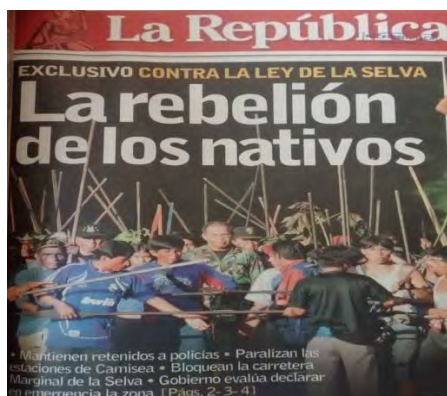 La República
EXCLUSIVO CONTRA LA LEY DE LA SELVA
La rebelión
de los nativos
• Mantienen retenidos a policías • Paralizan las
estaciones de Camisea • Bloquean la carretera
Marginal de la Selva • Gobierno evalúa declarar
en emergencia la zona. [Págs. 2-3-4]